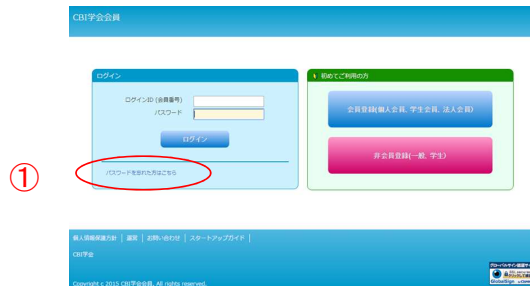 CBI学会会員
ログイン
ログインID (会員番号)
パスワード
ログイン
パスワードを忘れた方はこちら
初めてご利用の方
会員登録(個人会員, 学生会員, 法人会員)
非会員登録(一般, 学生)
①
個人情報保護方針 | 運営 | お問い合わせ | スタートアップガイド |
CBI学会
Copyright c 2015 CBI学会会員. All rights reserved.
GlobalSign